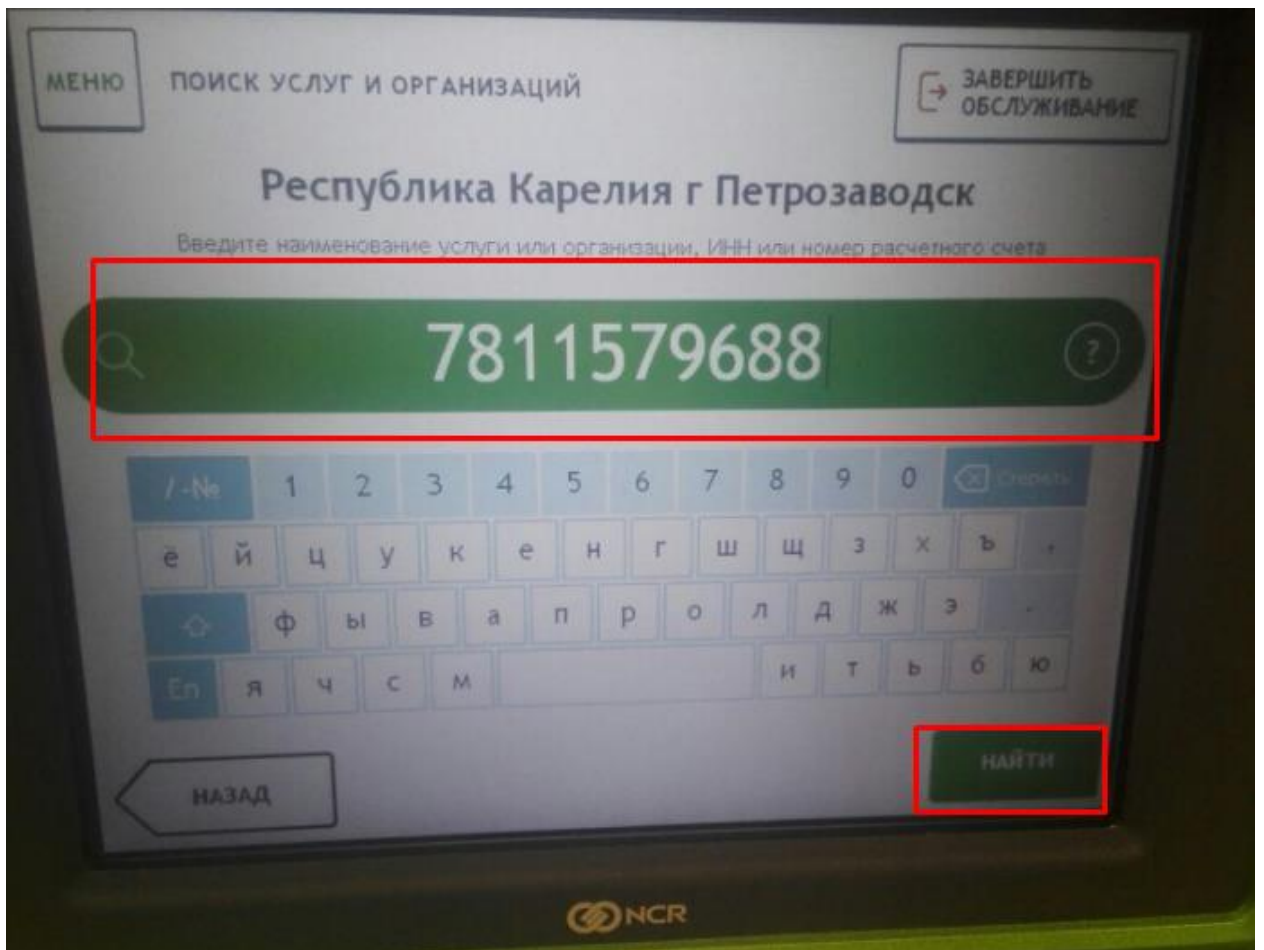 МЕНЮ
ПОИСК УСЛУГ И ОРГАНИЗАЦИЙ
ЗАВЕРШИТЬ
ОБСЛУЖИВАНИЕ
Республика Карелия г Петрозаводск
Введите наименование услуги или организации, ИНН или номер расчетного счета
7811579688
?
/ -№ 1 2 3 4 5 6 7 8 9 0 Стереть
ё й ц у к е н г ш щ з х ъ ,
ф ы в а п р о л д ж э .
En я ч с м и т ь б ю
НАЗАД
НАЙТИ
NCR